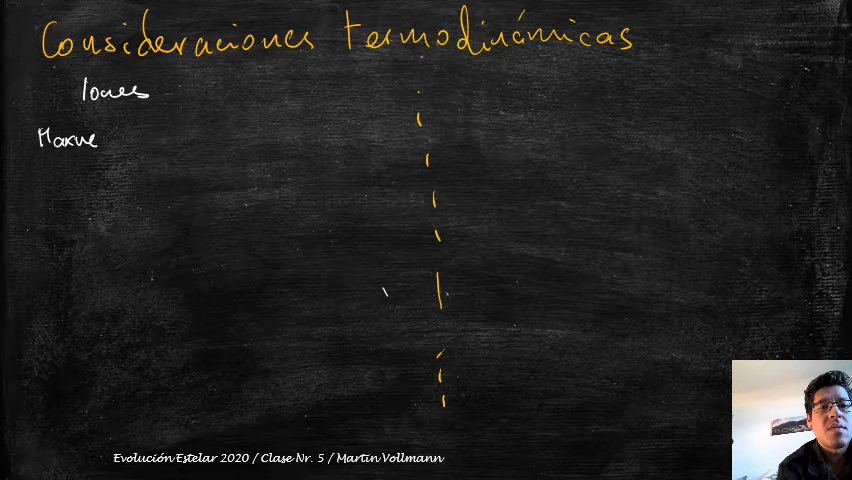 Consideraciones termodinámicas
Iones
Maxwe
Evolución Estelar 2020 / Clase Nr. 5 / Martin Vollmann